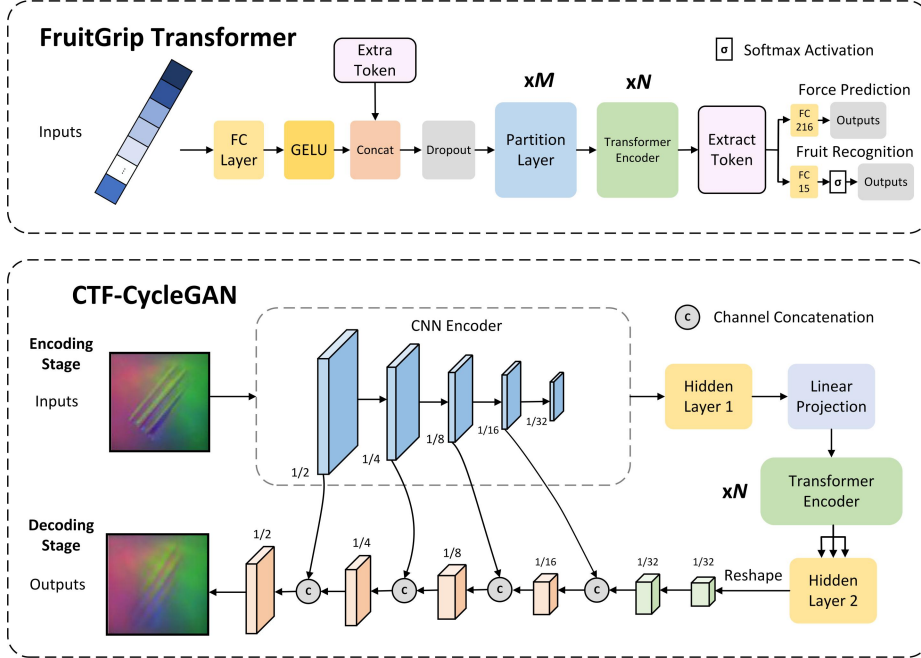 FruitGrip Transformer
Extra
Token
σ Softmax Activation
Inputs
FC
Layer
GELU
Concat
Dropout
xM
Partition
Layer
xN
Transformer
Encoder
Extract
Token
Force Prediction
FC
216
Outputs
Fruit Recognition
FC
15
σ
Outputs
CTF-CycleGAN
CNN Encoder
C Channel Concatenation
Encoding
Stage
Inputs
1/2
1/4
1/8
1/16
1/32
Hidden
Layer 1
Linear
Projection
xN
Transformer
Encoder
Decoding
Stage
Outputs
1/2
C
1/4
C
1/8
C
1/16
C
1/32
1/32
Reshape
Hidden
Layer 2